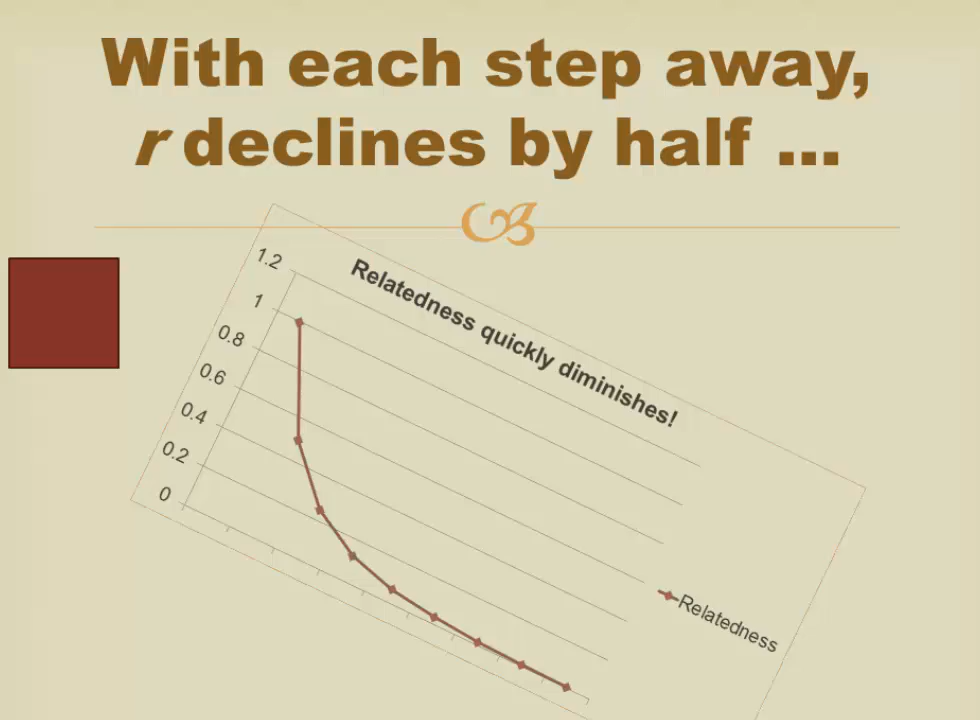 With each step away,
r declines by half ...
Relatedness quickly diminishes!
1.2
1
0.8
0.6
0.4
0.2
0
Relatedness